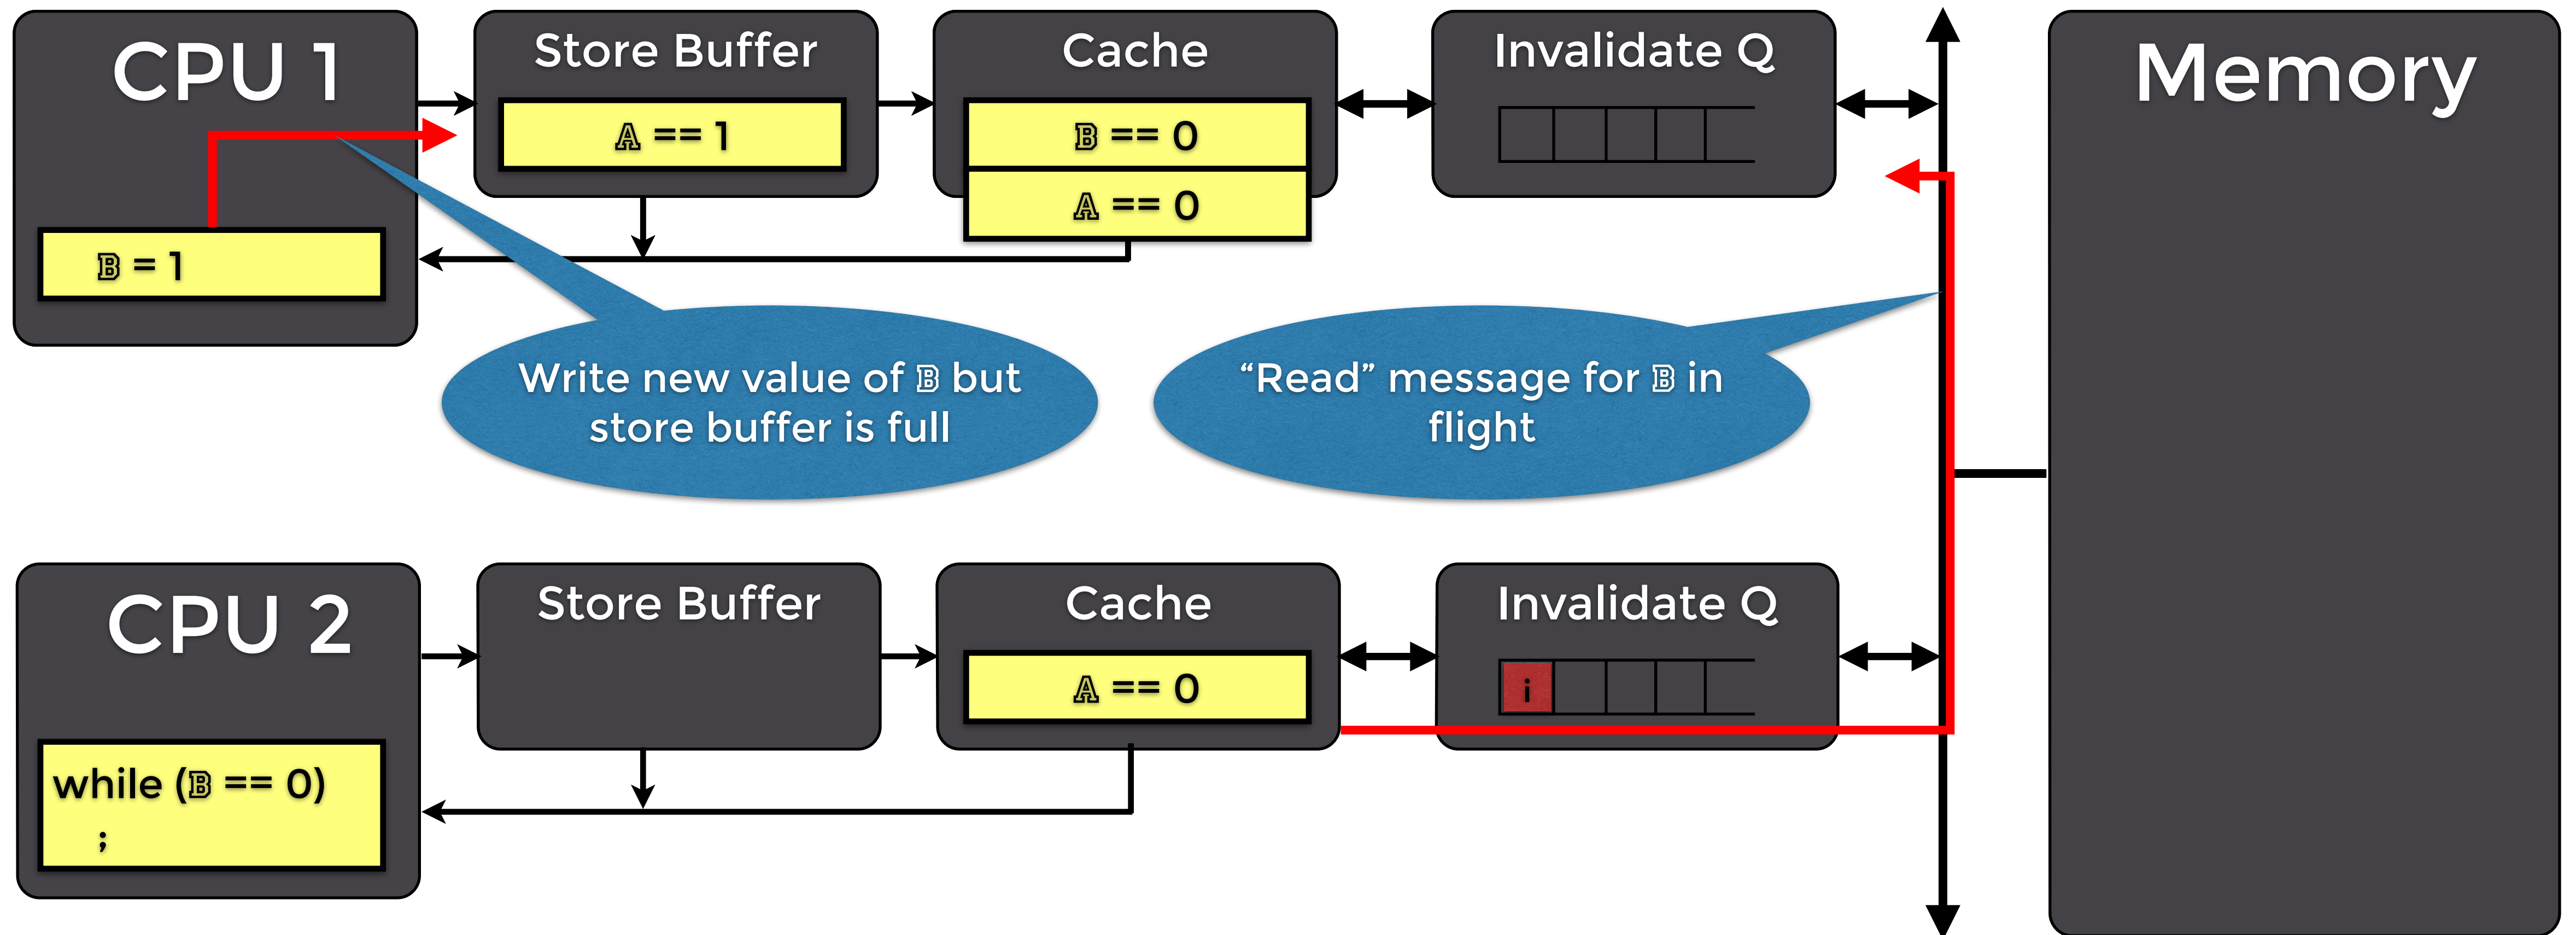 CPU 1
Store Buffer
Cache
Invalidate Q
Memory
A == 1
B == 0
A == 0
B = 1
Write new value of B but
store buffer is full
“Read” message for B in
flight
CPU 2
Store Buffer
Cache
Invalidate Q
A == 0
i
while (B == 0)
;